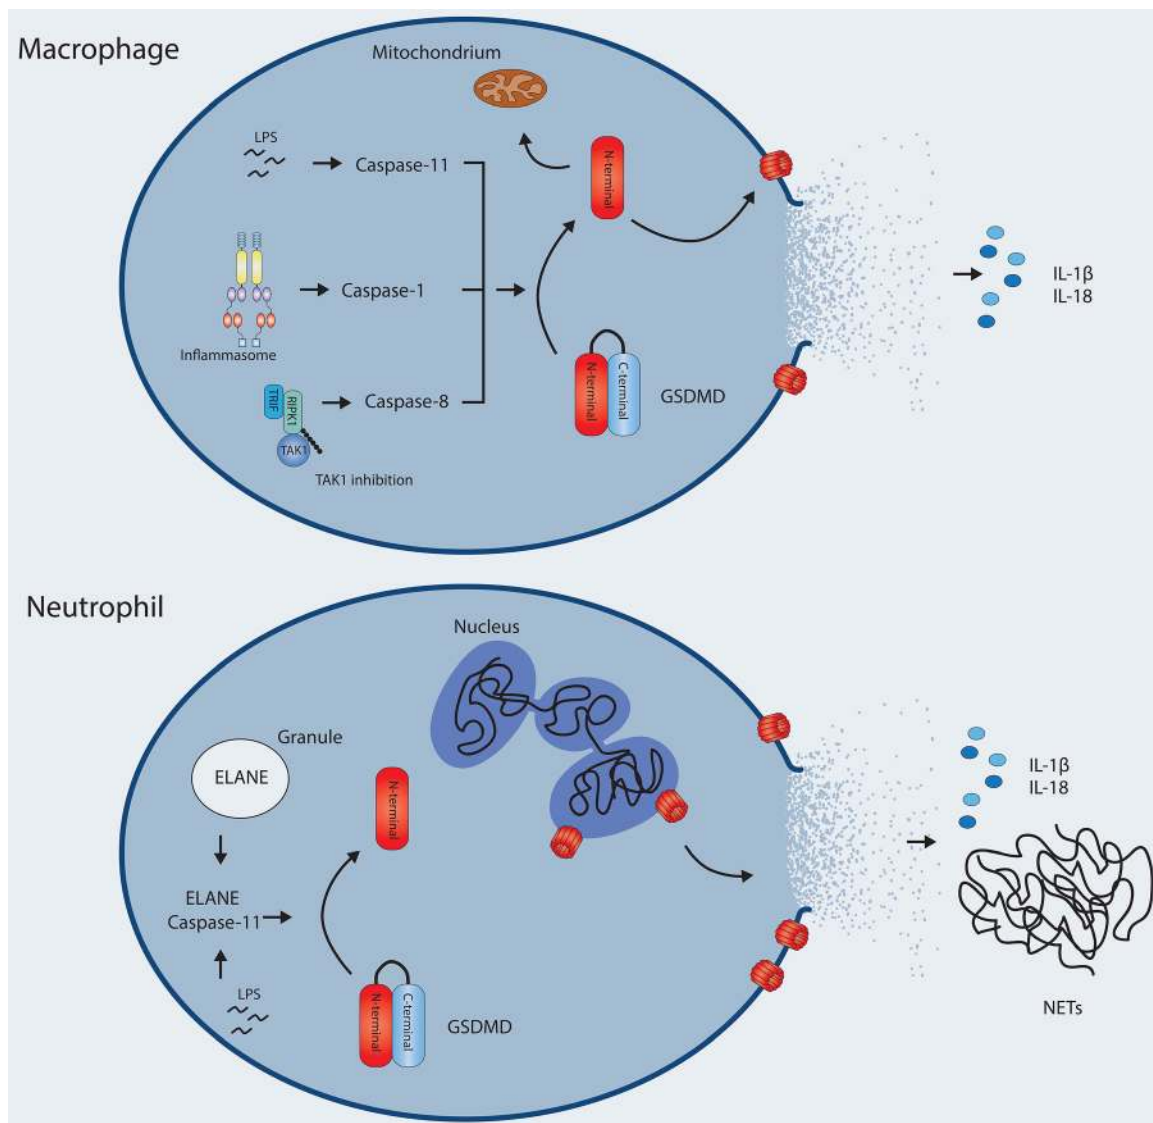 Macrophage
Mitochondrium
LPS
Caspase-11
N-terminal
Caspase-1
Inflammasome
IL-1β
IL-18
N-terminal
C-terminal
GSDMD
TRIF
RIPK1
Caspase-8
TAK1
TAK1 inhibition
Neutrophil
Nucleus
Granule
ELANE
N-terminal
IL-1β
IL-18
ELANE
Caspase-11
LPS
N-terminal
C-terminal
GSDMD
NETs